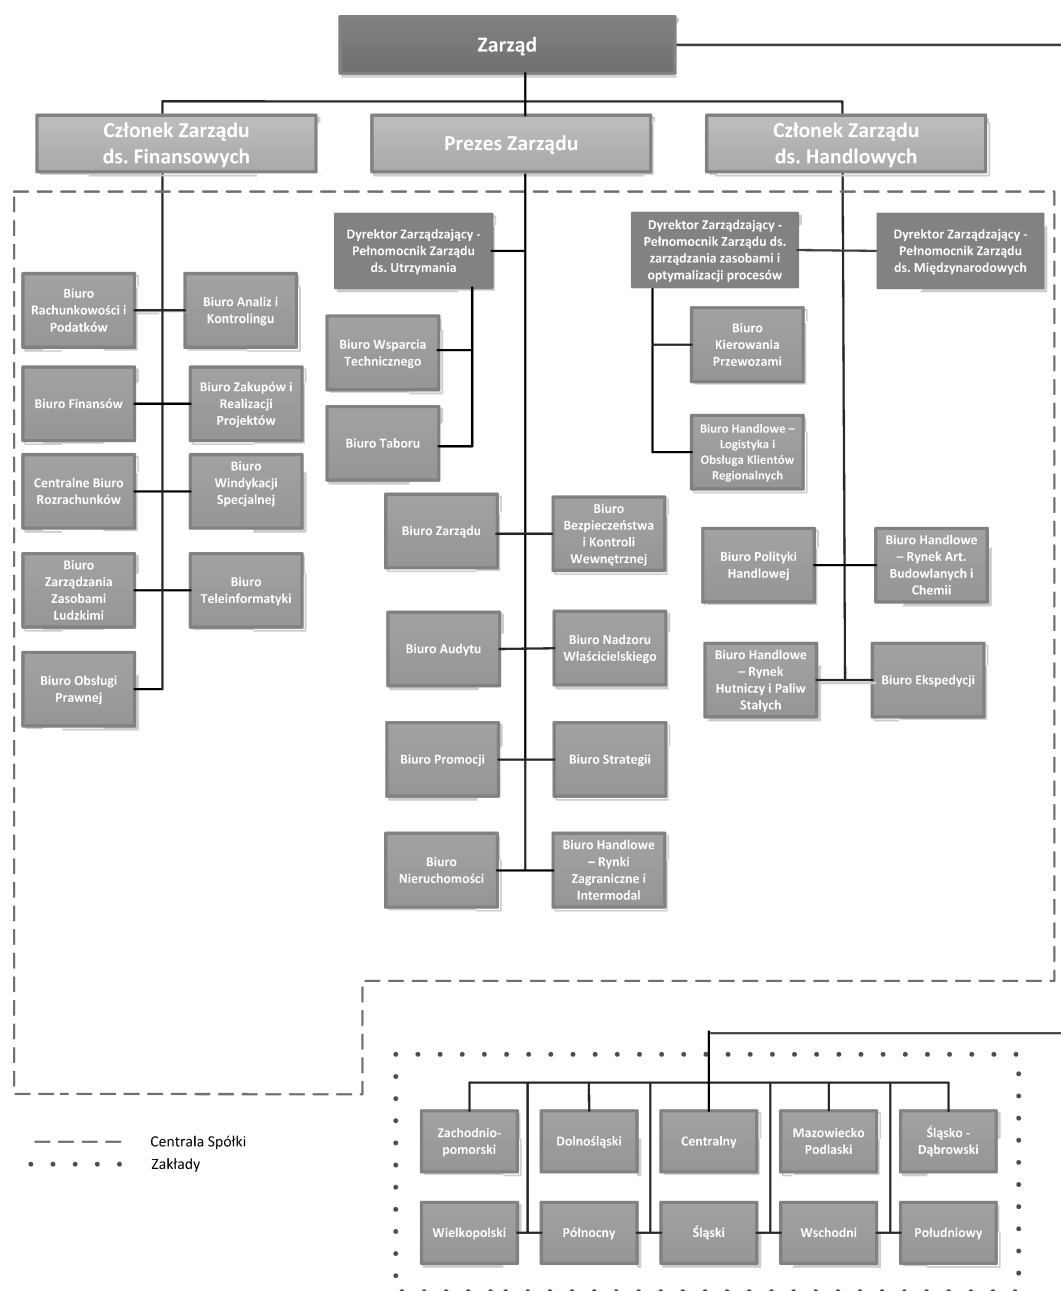 Zarząd
Członek Zarządu
ds. Finansowych
Prezes Zarządu
Członek Zarządu
ds. Handlowych
Dyrektor Zarządzający -
Pełnomocnik Zarządu
ds. Utrzymania
Dyrektor Zarządzający -
Pełnomocnik Zarządu ds.
zarządzania zasobami i
optymalizacji procesów
Dyrektor Zarządzający -
Pełnomocnik Zarządu
ds. Międzynarodowych
Biuro
Rachunkowości i
Podatków
Biuro Analiz i
Kontrolingu
Biuro Finansów
Biuro Zakupów i
Realizacji
Projektów
Centralne Biuro
Rozrachunków
Biuro
Windykacji
Specjalnej
Biuro
Zarządzania
Zasobami
Ludzkimi
Biuro
Teleinformatyki
Biuro Obsługi
Prawnej
Biuro Wsparcia
Technicznego
Biuro Taboru
Biuro Zarządu
Biuro
Bezpieczeństwa
i Kontroli
Wewnętrznej
Biuro Audytu
Biuro Nadzoru
Właścicielskiego
Biuro Promocji
Biuro Strategii
Biuro
Nieruchomości
Biuro Handlowe
– Rynki
Zagraniczne i
Intermodal
Biuro
Kierowania
Przewozami
Biuro Handlowe –
Logistyka i
Obsługa Klientów
Regionalnych
Biuro Polityki
Handlowej
Biuro Handlowe
– Rynek Art.
Budowlanych i
Chemii
Biuro Handlowe
– Rynek
Hutniczy i Paliw
Stałych
Biuro Ekspedycji
Centrala Spółki
Zakłady
Zachodnio-
pomorski
Dolnośląski
Centralny
Mazowiecko
Podlaski
Śląsko -
Dąbrowski
Wielkopolski
Północny
Śląski
Wschodni
Południowy